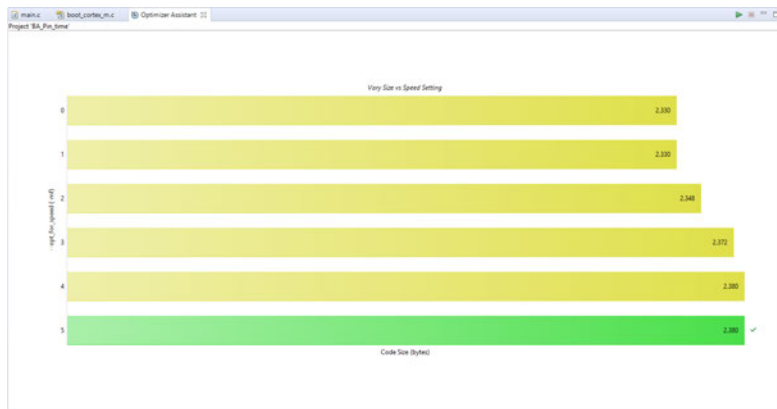 main.c boot_cortex_m.c Optimizer Assistant
Project 'BA_Pin_time'
Vary Size vs Speed Setting
0 2,330
1 2,330
2 2,348
3 2,372
4 2,380
5 2,380
Code Size (bytes)